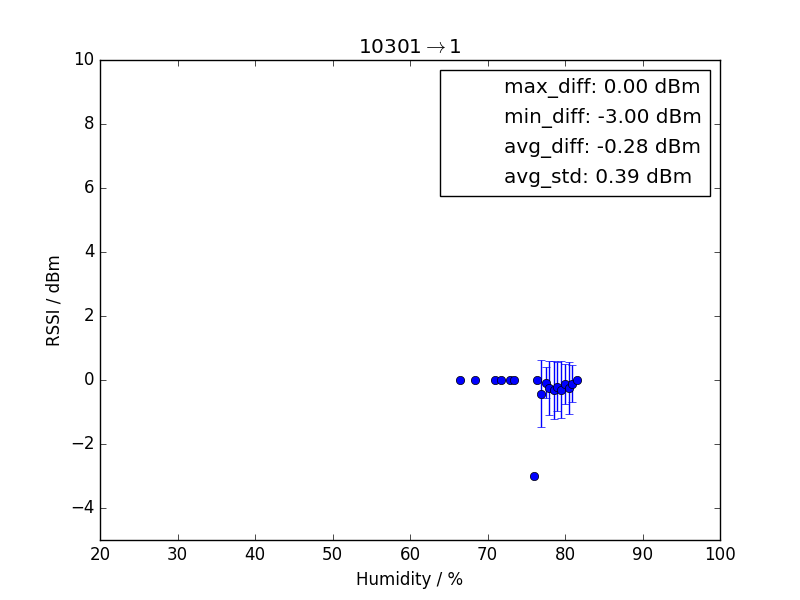 10301→1
max_diff: 0.00 dBm
min_diff: -3.00 dBm
avg_diff: -0.28 dBm
avg_std: 0.39 dBm
RSSI / dBm
10
8
6
4
2
0
−2
−4
20 30 40 50 60 70 80 90 100
Humidity / %